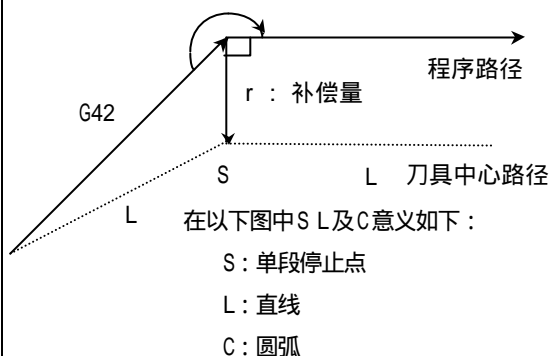 程序路径
r : 补偿量
G42
S
L 刀具中心路径
L
在以下图中S L及C意义如下：
S：单段停止点
L：直线
C：圆弧